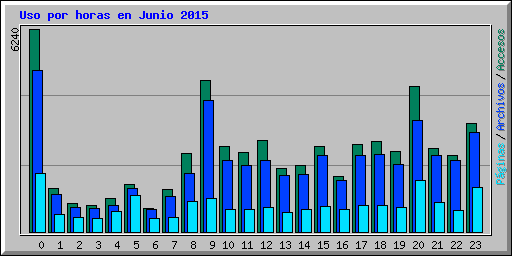 Uso por horas en Junio 2015
6240
Páginas / Archivos / Accesos
0 1 2 3 4 5 6 7 8 9 10 11 12 13 14 15 16 17 18 19 20 21 22 23